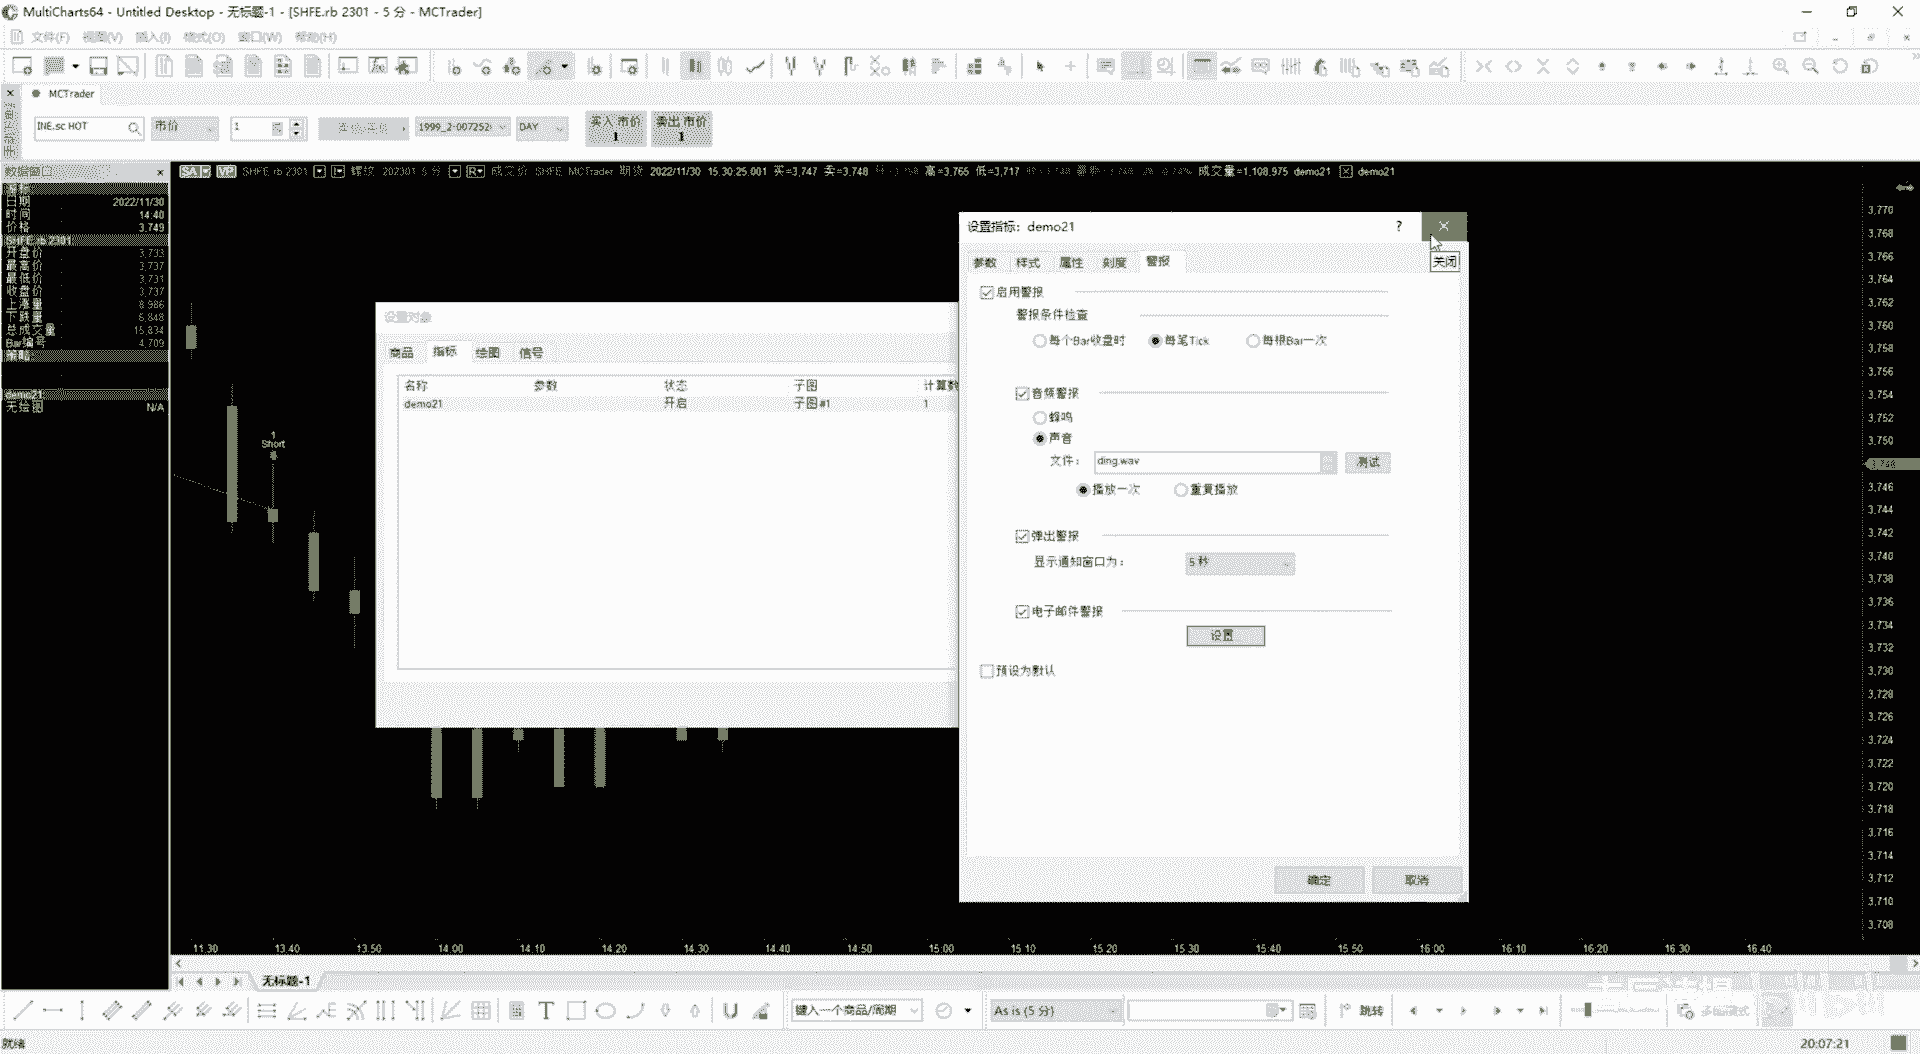 MultiCharts64 - Untitled Desktop - 无标题-1 - [SHFE.rb 2301 - 5 分 - MCTrader]
文件(F) 视图(V) 插入(I) 格式(O) 窗口(W) 帮助(H)
MCTrader
INE.sc HOT 市价 1 1999_2-007252 DAY 买入 市价 1 卖出 市价 1
数据窗口
SHFE rb 2301 成交价 SHFE MCTrader 期货 2022/11/30 15:30:25.001 买=3,747 卖=3,748 高=3,765 低=3,717 成交量=1,108,975 demo21 demo21
日期 2022/11/30
时间 14:40
价格 3,749
SHFE.rb 2301:
开盘价 3,733
最高价 3,737
最低价 3,731
收盘价 3,737
上涨量 8,986
下跌量 6,848
总成交量 15,834
Bar编号 4,709
策略:
demo21:
无绘图 N/A
1
Short
设置对象
商品 指标 绘图 信号
名称 参数 状态 子图 计算数
demo21 开启 子图#1 1
设置指标: demo21 ?
关闭
参数 样式 属性 刻度 警报
启用警报
警报条件检查
每个Bar收盘时 每笔Tick 每根Bar一次
音频警报
蜂鸣
声音
文件: ding.wav 测试
播放一次 重复播放
弹出警报
显示通知窗口为: 5 秒
电子邮件警报
设置
预设为默认
确定 取消
3,770
3,768
3,766
3,764
3,762
3,760
3,758
3,756
3,754
3,752
3,750
3,748
3,746
3,744
3,742
3,740
3,738
3,736
3,734
3,732
3,730
3,728
3,726
3,724
3,722
3,720
3,718
3,716
3,714
3,712
3,710
3,708
11:30 13:40 13:50 14:00 14:10 14:20 14:30 14:40 14:50 15:00 15:10 15:20 15:30 15:40 15:50 16:00 16:10 16:20 16:30 16:40
无标题-1
键入一个商品/周期 As is (5 分) 跳转
就绪 20:07:21